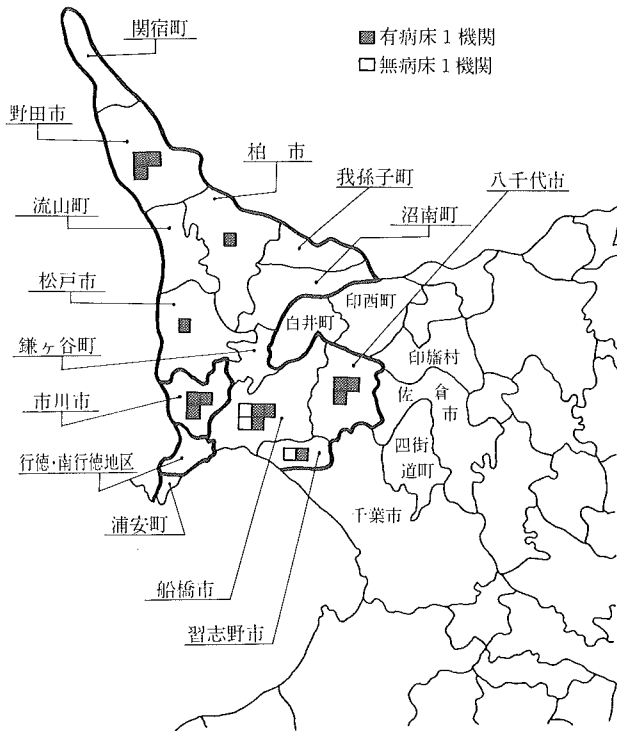 関宿町
有病床1機関
無病床1機関
野田市
柏市
我孫子町
八千代市
流山町
沼南町
松戸市
印西町
白井町
鎌ヶ谷町
印旛村
市川市
佐倉市
四街道町
行徳・南行徳地区
千葉市
浦安町
船橋市
習志野市